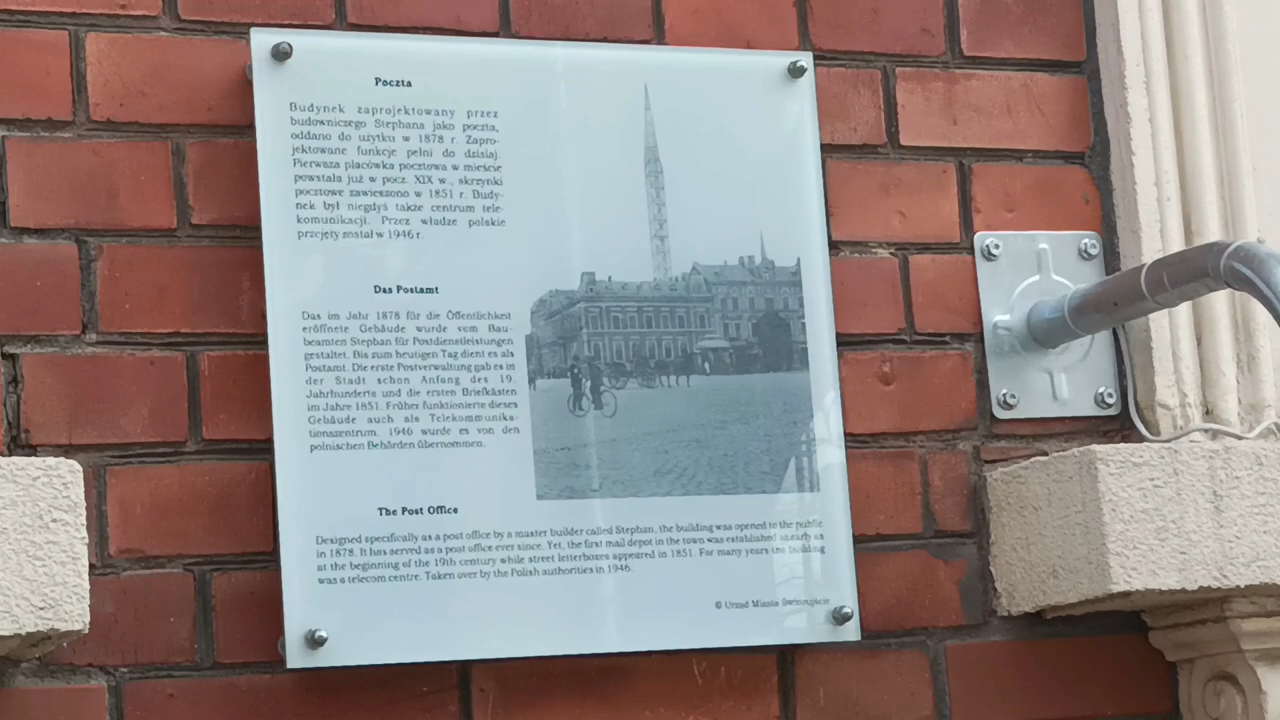 Poczta
Budynek zaprojektowany przez
budowniczego Stephana jako poczta,
oddano do użytku w 1878 r. Zapro-
jektowane funkcje pełni do dzisiaj.
Pierwsza placówka pocztowa w mieście
powstała już w pocz. XIX w., skrzynki
pocztowe zawieszono w 1851 r. Budy-
nek był niegdyś także centrum tele-
komunikacji. Przez władze polskie
przejęty został w 1946 r.
Das Postamt
Das im Jahr 1878 für die Öffentlichkeit
eröffnete Gebäude wurde vom Bau-
beamten Stephan für Postdienstleistungen
gestaltet. Bis zum heutigen Tag dient es als
Postamt. Die erste Postverwaltung gab es in
der Stadt schon Anfang des 19.
Jahrhunderts und die ersten Briefkästen
im Jahre 1851. Früher funktionierte dieses
Gebäude auch als Telekommunika-
tionszentrum. 1946 wurde es von den
polnischen Behörden übernommen.
The Post Office
Designed specifically as a post office by a master builder called Stephan, the building was opened to the public
in 1878. It has served as a post office ever since. Yet, the first mail depot in the town was established as early as
at the beginning of the 19th century while street letterboxes appeared in 1851. For many years the building
was a telecom centre. Taken over by the Polish authorities in 1946.
© Urząd Miasta Świnoujście